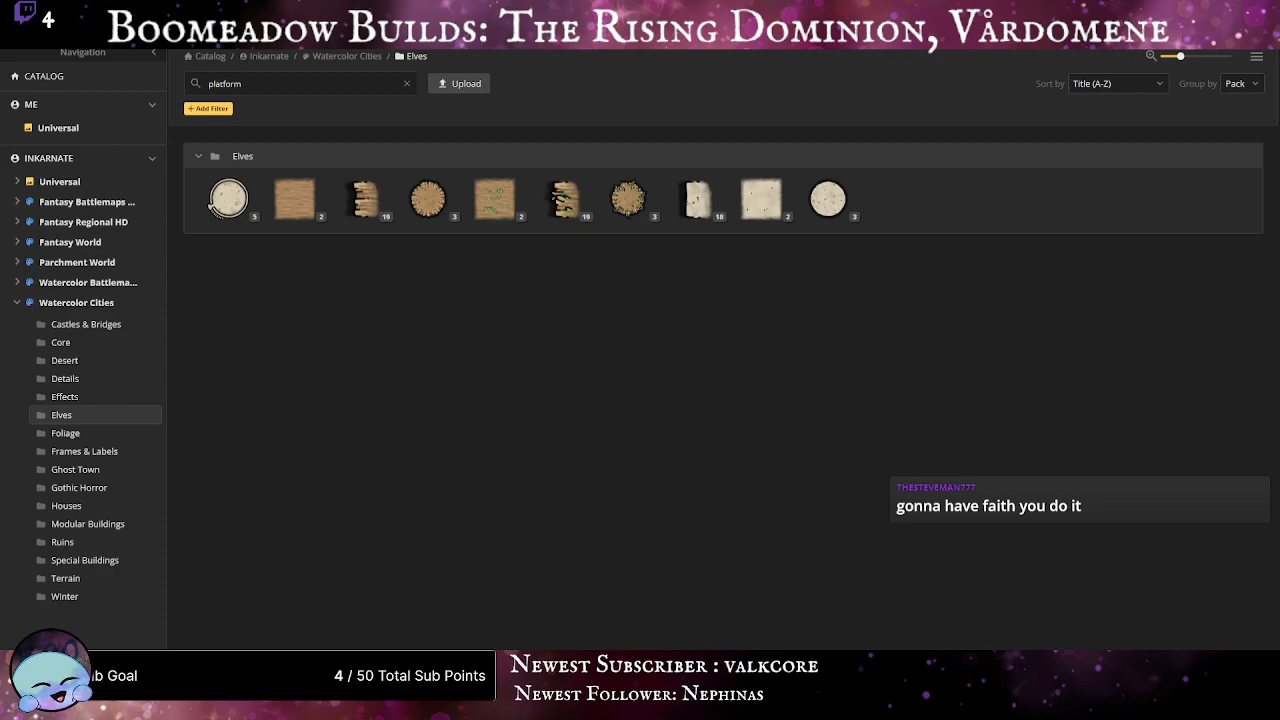 4
Boomeadow Builds: The Rising Dominion, Vårdomene
Navigation
Catalog / Inkarnate / Watercolor Cities / Elves
platform
Upload
Sort by Title (A-Z)
Group by Pack
+ Add Filter
CATALOG
ME
Universal
INKARNATE
Universal
Fantasy Battlemaps ...
Fantasy Regional HD
Fantasy World
Parchment World
Watercolor Battlema...
Watercolor Cities
Castles & Bridges
Core
Desert
Details
Effects
Elves
Foliage
Frames & Labels
Ghost Town
Gothic Horror
Houses
Modular Buildings
Ruins
Special Buildings
Terrain
Winter
Elves
5 2 19 3 2 19 3 18 2 3
THESTEVEMAN777
gonna have faith you do it
Goal
4 / 50 Total Sub Points
Newest Subscriber : valkcore
Newest Follower: Nephinas